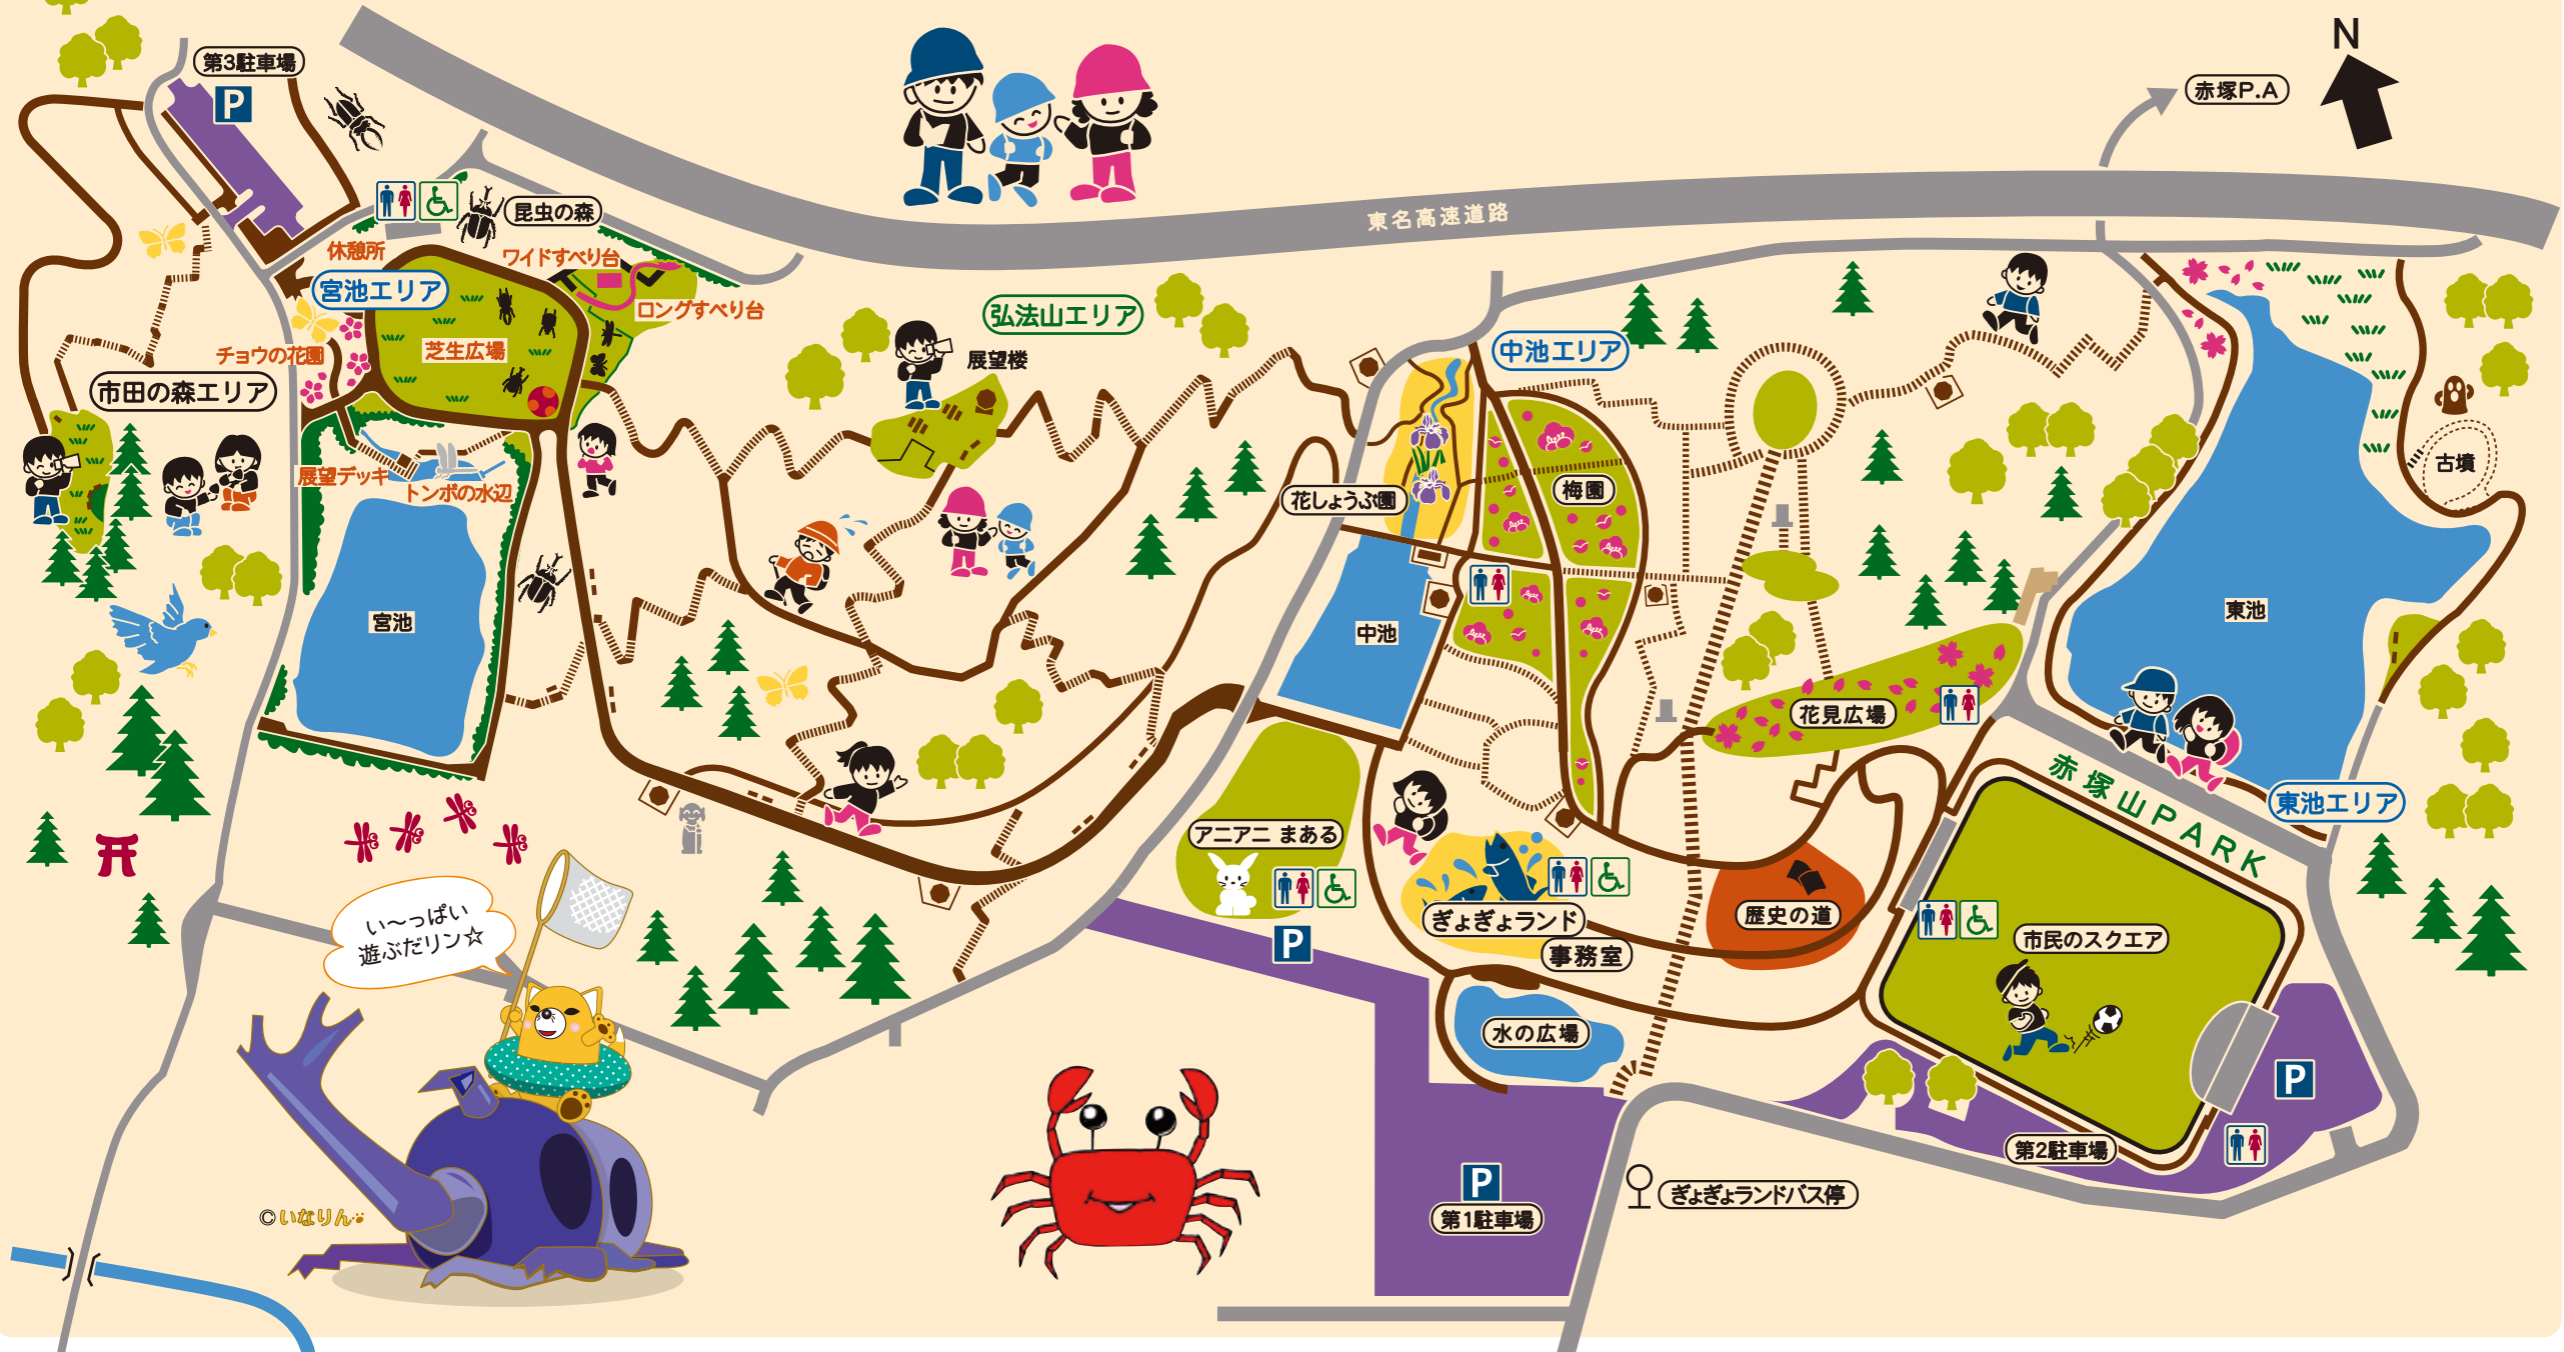 第3駐車場
P
N
赤塚P.A
東名高速道路
昆虫の森
休憩所
ワイドすべり台
宮池エリア
ロングすべり台
弘法山エリア
チョウの花園
芝生広場
展望楼
中池エリア
市田の森エリア
展望デッキ
トンボの水辺
花しょうぶ園
梅園
古墳
宮池
中池
東池
花見広場
赤塚山PARK
東池エリア
アニアニ まある
P
ぎょぎょランド
事務室
歴史の道
市民のスクエア
い〜っぱい
遊ぶだリン☆
水の広場
P
第2駐車場
P
第1駐車場
ぎょぎょランドバス停
©いなりん